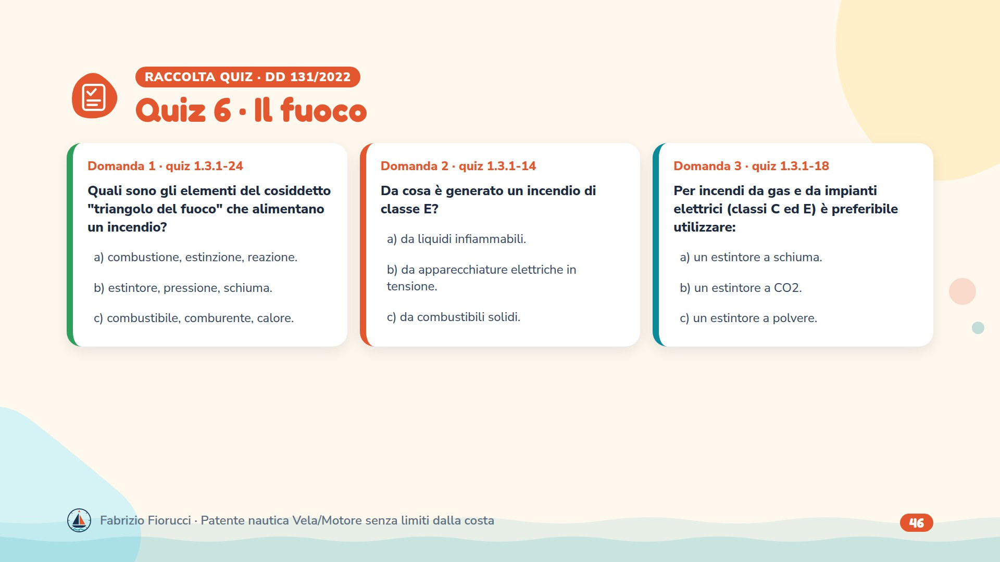 RACCOLTA QUIZ · DD 131/2022
Quiz 6 · Il fuoco
Domanda 1 · quiz 1.3.1-24
Quali sono gli elementi del cosiddetto
"triangolo del fuoco" che alimentano
un incendio?
a) combustione, estinzione, reazione.
b) estintore, pressione, schiuma.
c) combustibile, comburente, calore.
Domanda 2 · quiz 1.3.1-14
Da cosa è generato un incendio di
classe E?
a) da liquidi infiammabili.
b) da apparecchiature elettriche in
tensione.
c) da combustibili solidi.
Domanda 3 · quiz 1.3.1-18
Per incendi da gas e da impianti
elettrici (classi C ed E) è preferibile
utilizzare:
a) un estintore a schiuma.
b) un estintore a CO2.
c) un estintore a polvere.
Fabrizio Fiorucci · Patente nautica Vela/Motore senza limiti dalla costa
46